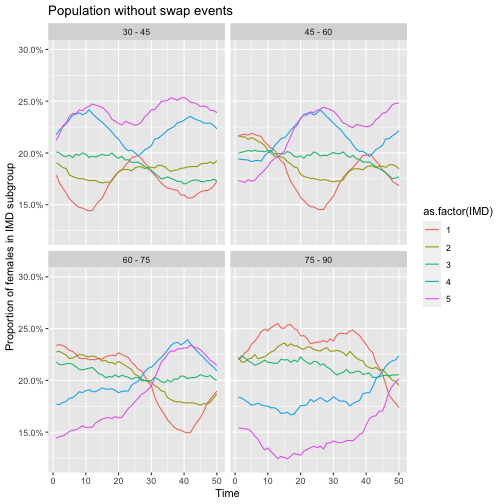 Population without swap events
30 - 45
45 - 60
30.0%
25.0%
20.0%
15.0%
60 - 75
75 - 90
30.0%
25.0%
20.0%
15.0%
0 10 20 30 40 50
0 10 20 30 40 50
Time
Proportion of females in IMD subgroup
as.factor(IMD)
1
2
3
4
5